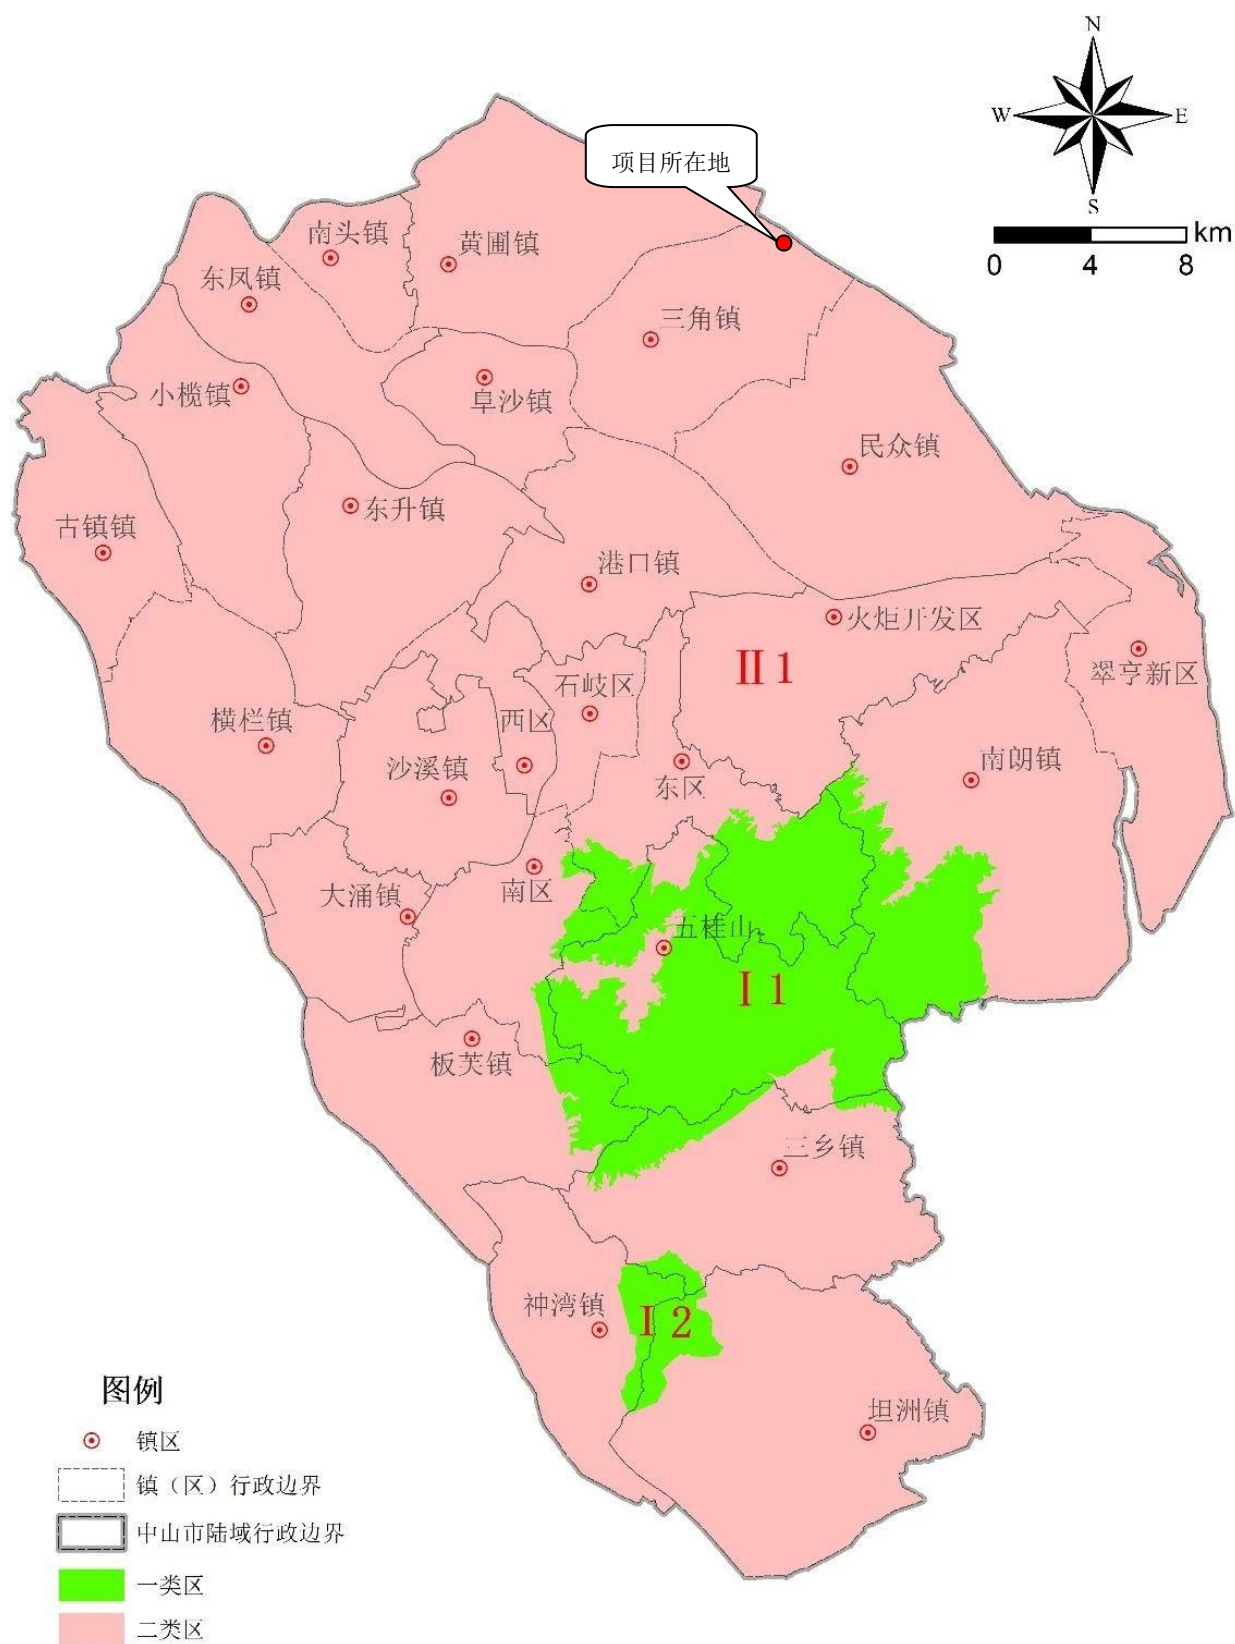 N
W
E
S
km
0 4 8
项目所在地
南头镇
黄圃镇
东凤镇
三角镇
小榄镇
阜沙镇
民众镇
东升镇
古镇镇
港口镇
火炬开发区
Ⅱ1
翠亨新区
石岐区
横栏镇
西区
沙溪镇
东区
南朗镇
大涌镇
南区
五桂山
Ⅰ1
板芙镇
三乡镇
神湾镇
Ⅰ2
坦洲镇
图例
镇区
镇（区）行政边界
中山市陆域行政边界
一类区
二类区